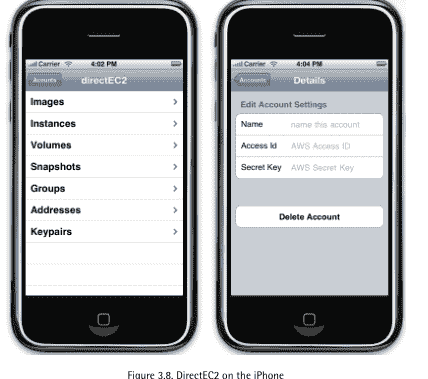 Carrier 4:02 PM
Accounts directEC2
Images
Instances
Volumes
Snapshots
Groups
Addresses
Keypairs
Carrier 4:04 PM
Accounts Details
Edit Account Settings
Name name this account
Access Id AWS Access ID
Secret Key AWS Secret Key
Delete Account
Figure 3.8. DirectEC2 on the iPhone